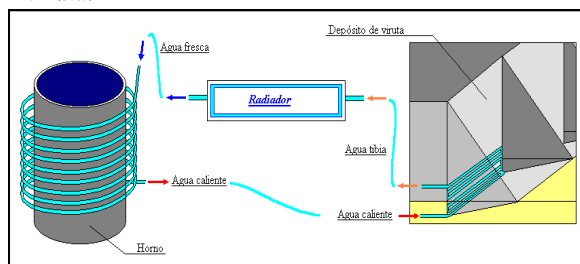 Depósito de viruta
Agua fresca
Radiador
Agua tibia
Agua caliente
Agua caliente
Horno